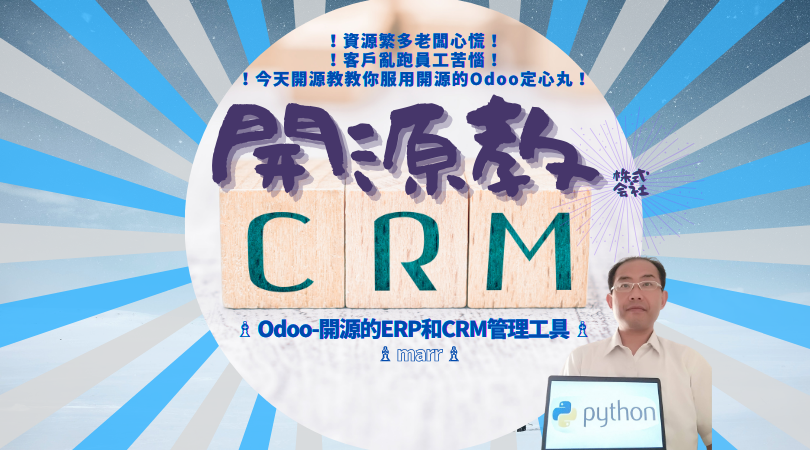 ！資源繁多老闆心慌！
！客戶亂跑員工苦惱！
！今天開源教教你服用開源的Odoo定心丸！
開源教
株式
会社
CRM
♗ Odoo-開源的ERP和CRM管理工具 ♗
♗ marr ♗
python